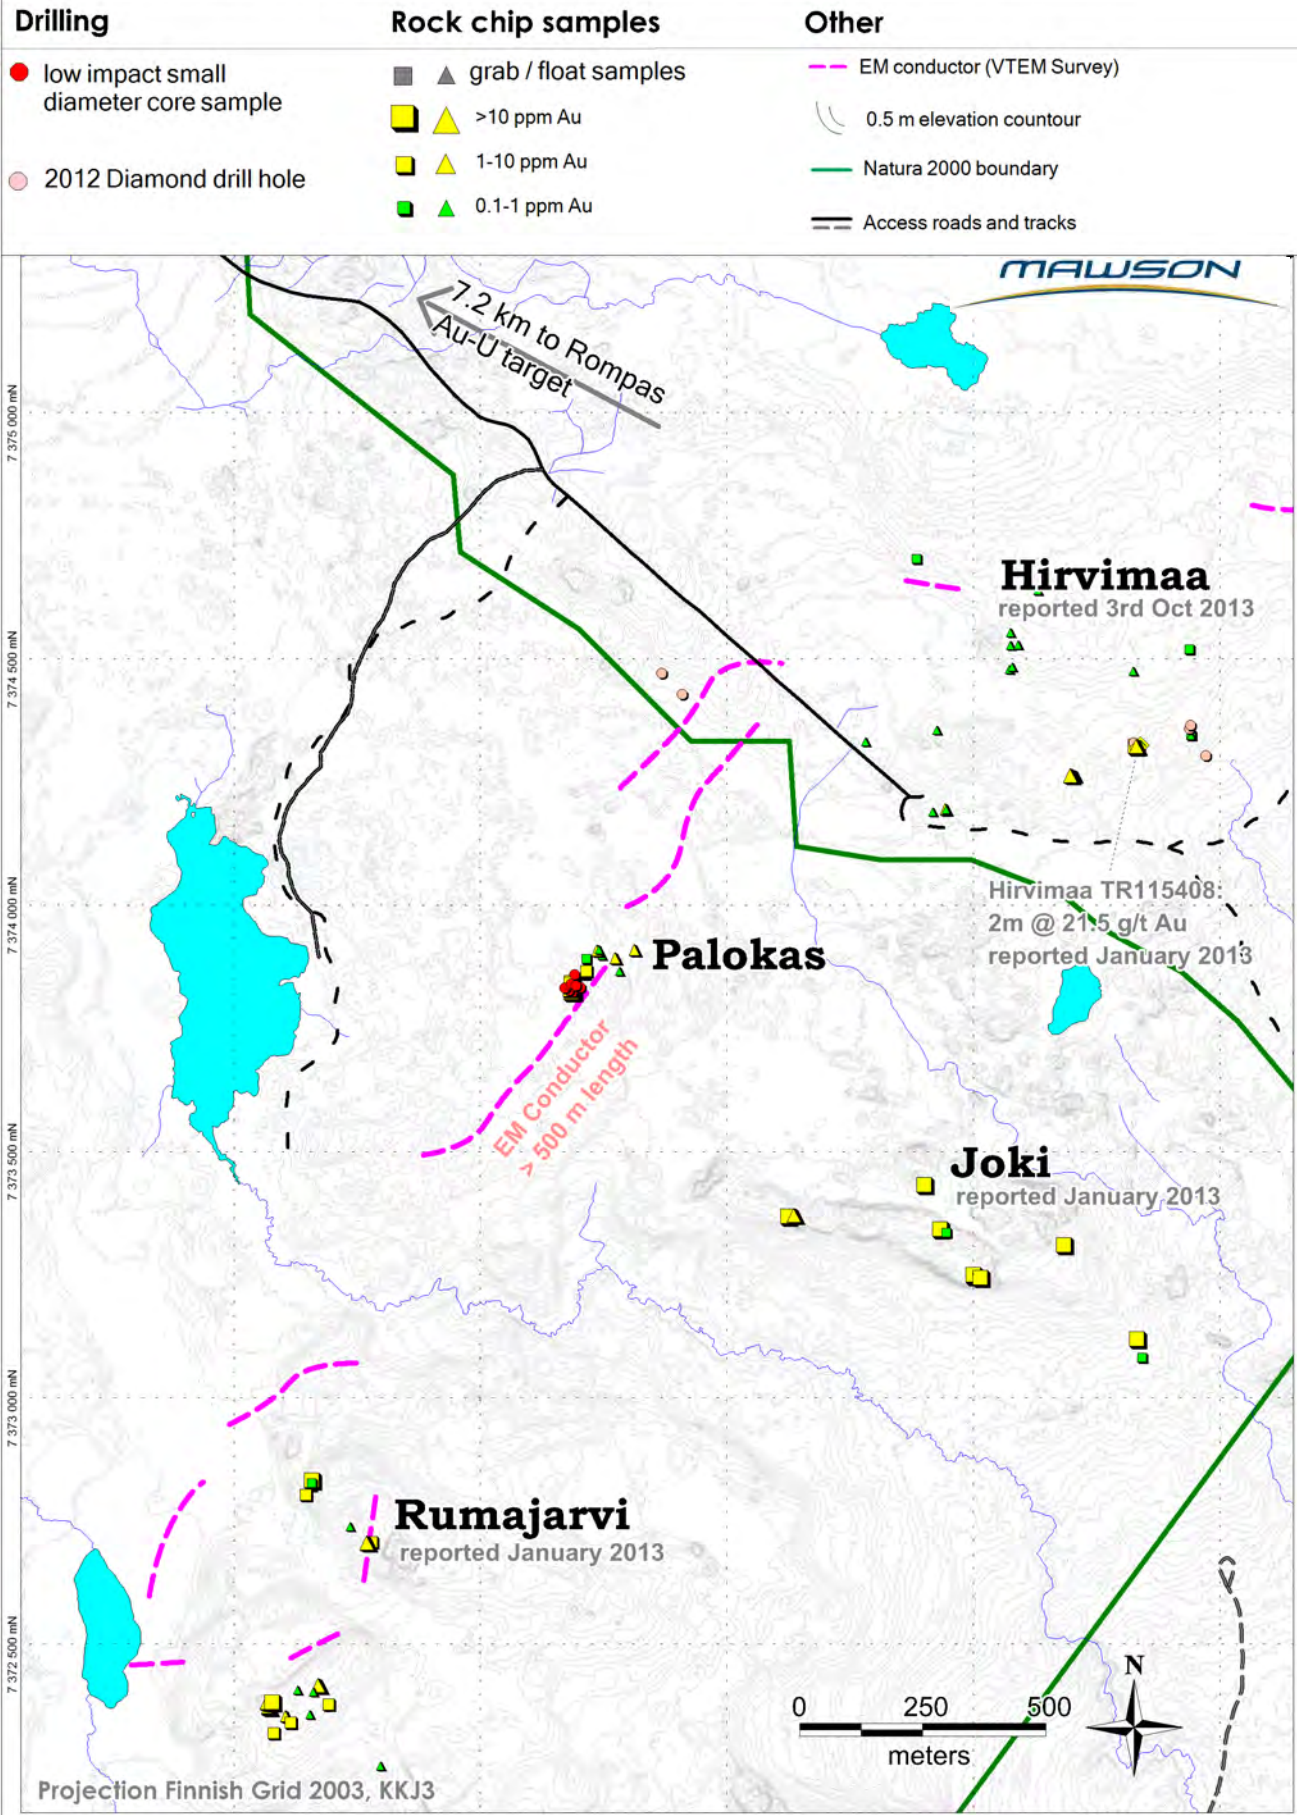 Drilling
low impact small
diameter core sample
2012 Diamond drill hole
Rock chip samples
grab / float samples
>10 ppm Au
1-10 ppm Au
0.1-1 ppm Au
Other
EM conductor (VTEM Survey)
0.5 m elevation countour
Natura 2000 boundary
Access roads and tracks
MAWSON
7.2 km to Rompas
Au-U target
7 375 000 mN
Hirvimaa
reported 3rd Oct 2013
7 374 500 mN
Hirvimaa TR115408:
2m @ 21.5 g/t Au
reported January 2013
7 374 000 mN
Palokas
EM Conductor
> 500 m length
7 373 500 mN
Joki
reported January 2013
7 373 000 mN
Rumajarvi
reported January 2013
7 372 500 mN
N
0 250 500
meters
Projection Finnish Grid 2003, KKJ3